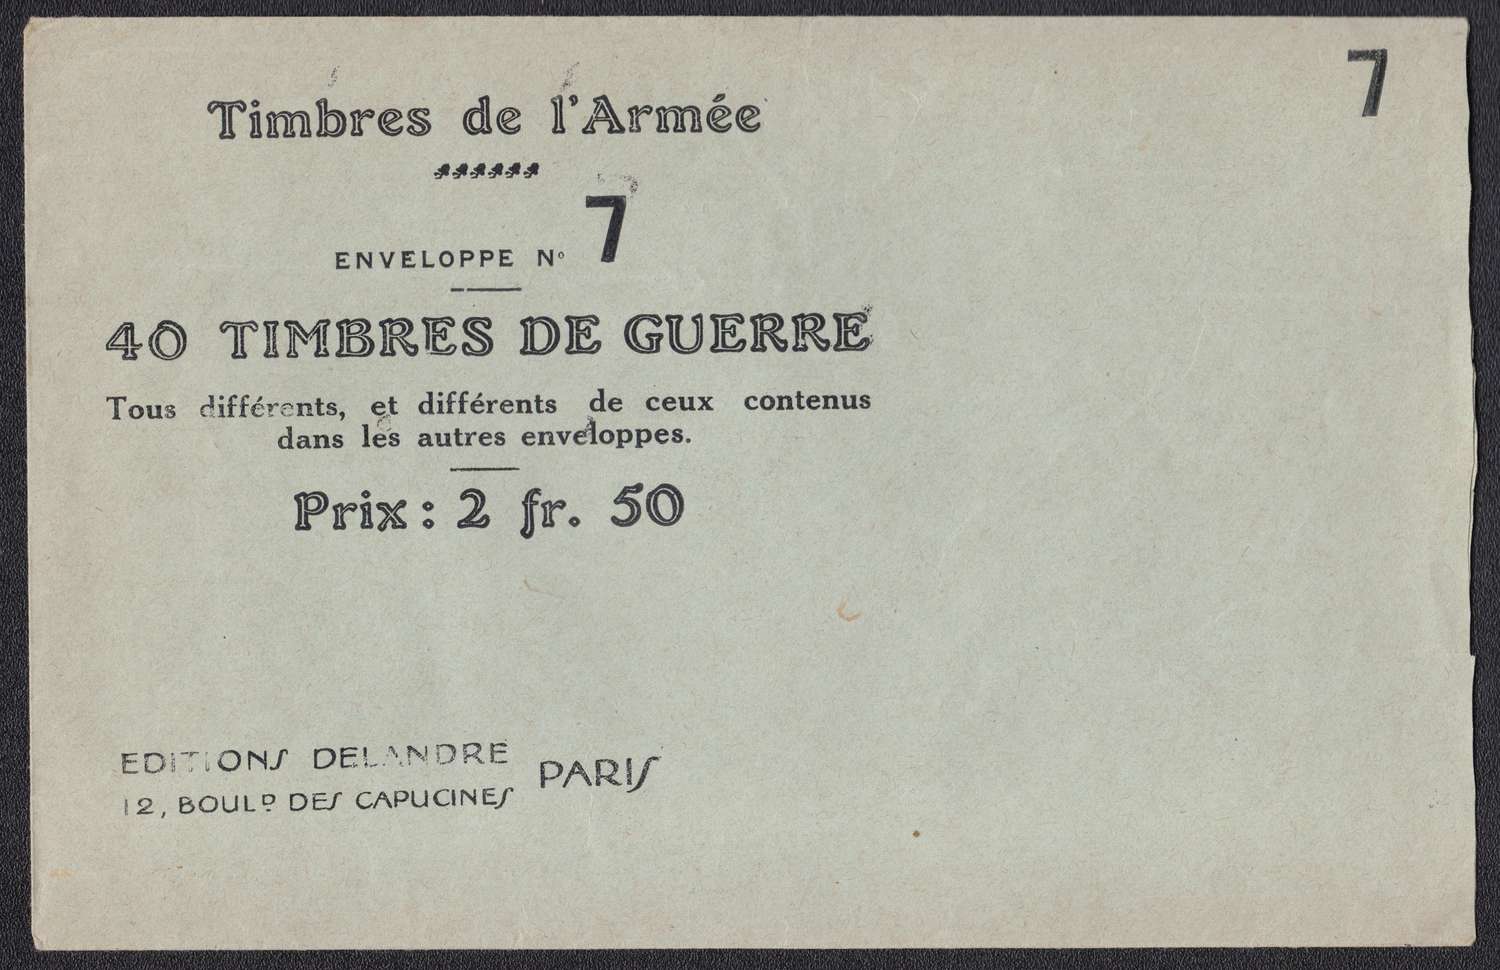 7
Timbres de l'Armée
ENVELOPPE No 7
40 TIMBRES DE GUERRE
Tous différents, et différents de ceux contenus
dans les autres enveloppes.
Prix : 2 fr. 50
EDITIONS DELANDRE
12, BOULD DES CAPUCINES
PARIS